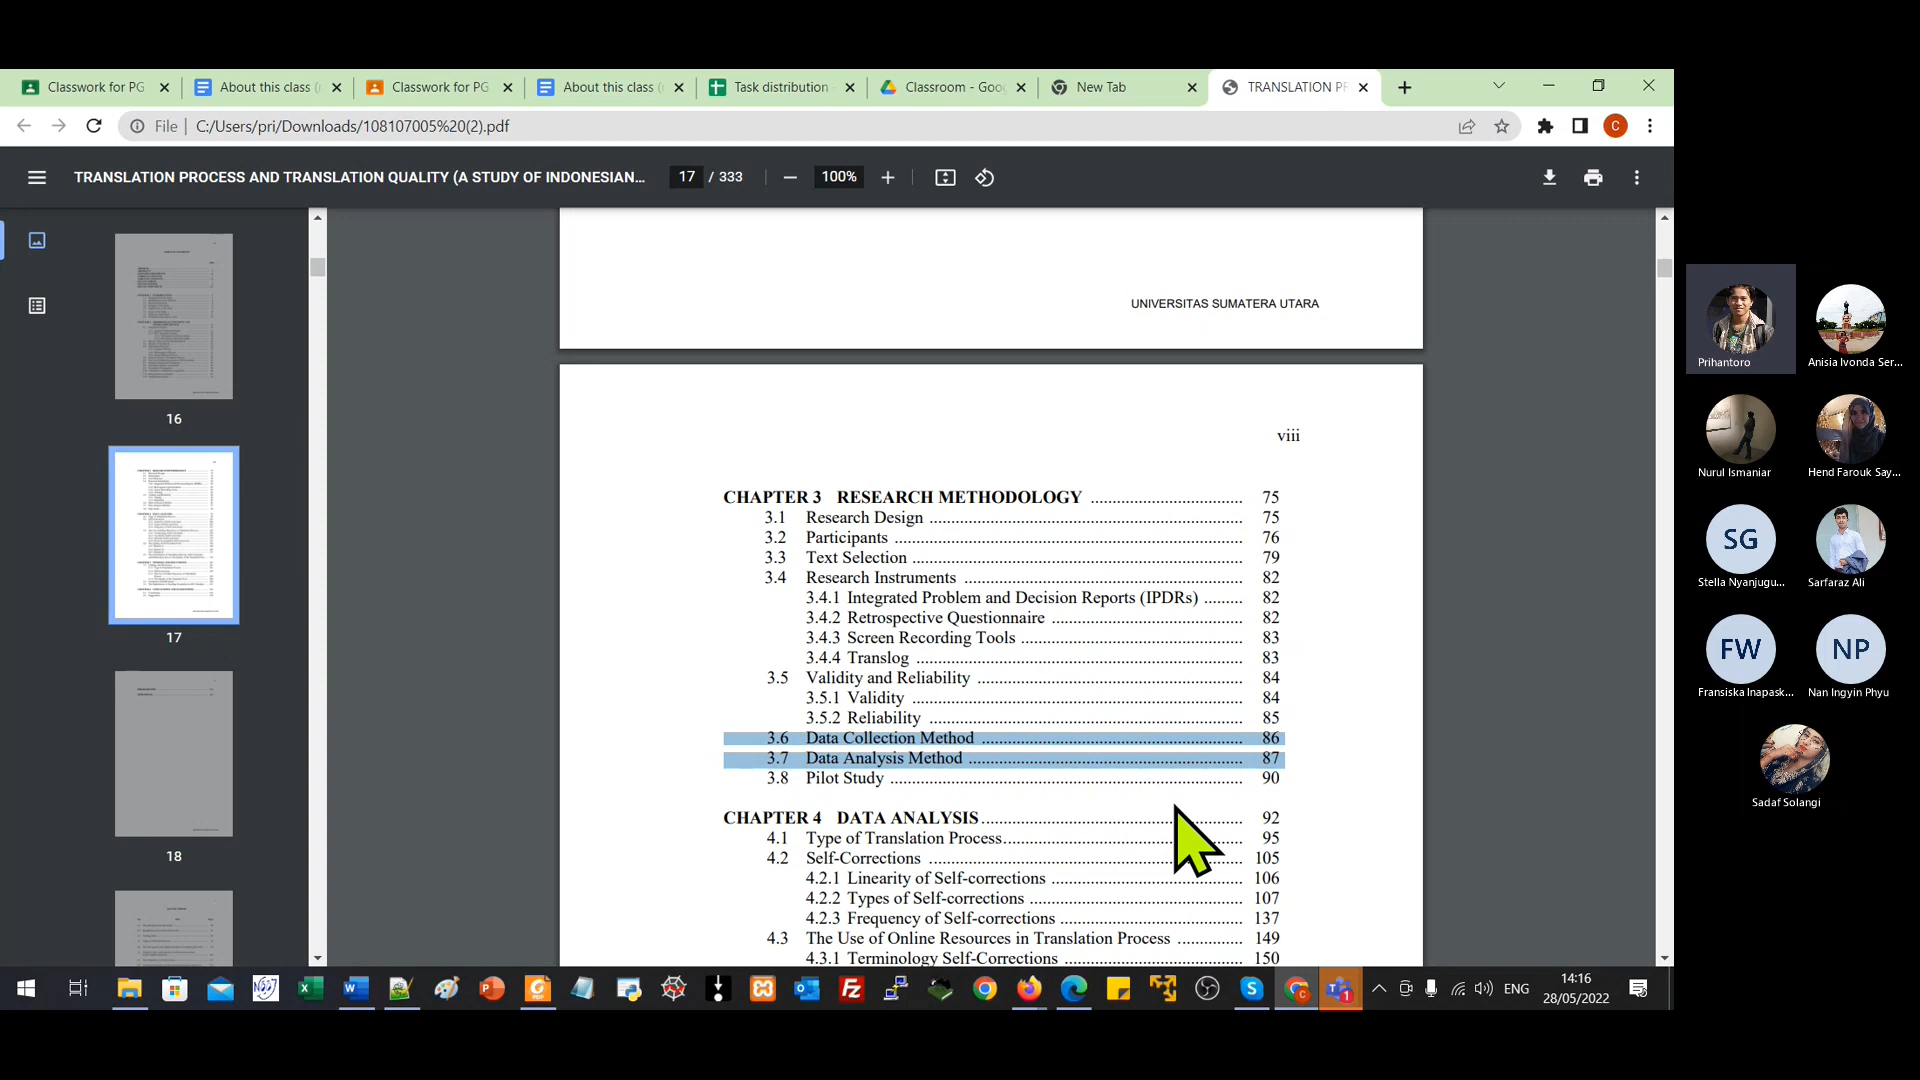 Classwork for PG
About this class (
Classwork for PG
About this class (
Task distribution
Classroom - Goo
New Tab
TRANSLATION PR
File
C:/Users/pri/Downloads/108107005%20(2).pdf
C
TRANSLATION PROCESS AND TRANSLATION QUALITY (A STUDY OF INDONESIAN...
17 / 333
100%
16
17
18
UNIVERSITAS SUMATERA UTARA
viii
CHAPTER 3 RESEARCH METHODOLOGY ........................... 75
3.1 Research Design ........................... 75
3.2 Participants ........................... 76
3.3 Text Selection ........................... 79
3.4 Research Instruments ........................... 82
3.4.1 Integrated Problem and Decision Reports (IPDRs) ......... 82
3.4.2 Retrospective Questionnaire ........................... 82
3.4.3 Screen Recording Tools ........................... 83
3.4.4 Translog ........................... 83
3.5 Validity and Reliability ........................... 84
3.5.1 Validity ........................... 84
3.5.2 Reliability ........................... 85
3.6 Data Collection Method ........................... 86
3.7 Data Analysis Method ........................... 87
3.8 Pilot Study ........................... 90
CHAPTER 4 DATA ANALYSIS ........................... 92
4.1 Type of Translation Process ........................... 95
4.2 Self-Corrections ........................... 105
4.2.1 Linearity of Self-corrections ........................... 106
4.2.2 Types of Self-corrections ........................... 107
4.2.3 Frequency of Self-corrections ........................... 137
4.3 The Use of Online Resources in Translation Process ............. 149
4.3.1 Terminology Self-Corrections ........................... 150
Prihantoro
Anisia Ivonda Ser...
Nurul Ismaniar
Hend Farouk Say...
SG
Stella Nyanjugu...
Sarfaraz Ali
FW
Fransiska Inapask...
NP
Nan Ingyin Phyu
Sadaf Solangi
ENG
14:16
28/05/2022